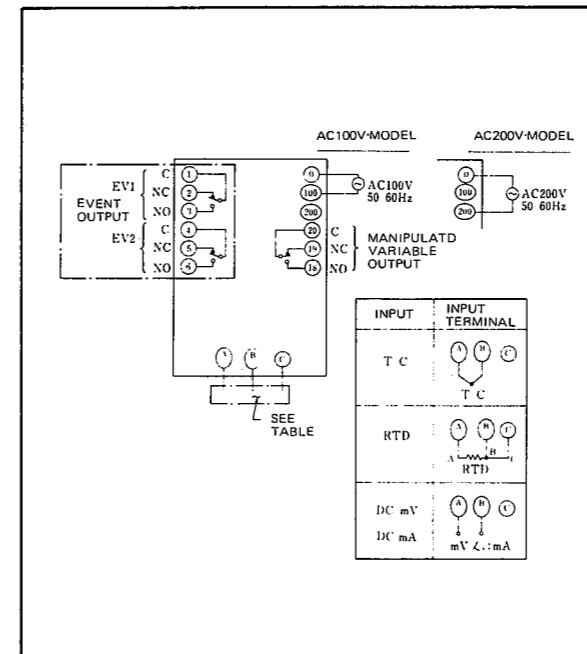 AC100V·MODEL
AC200V·MODEL
EVENT OUTPUT
EV1
C 1
NC 2
NO 3
EV2
C 4
NC 5
NO 6
0
100
200
AC100V
50 60Hz
20 C
19 NC
18 NO
MANIPULATD
VARIABLE
OUTPUT
0
100
200
AC200V
50 60Hz
A B C
SEE
TABLE
INPUT
INPUT
TERMINAL
T C
A B C
T C
RTD
A B C
A B C
RTD
DC mV
DC mA
A B C
mV mA